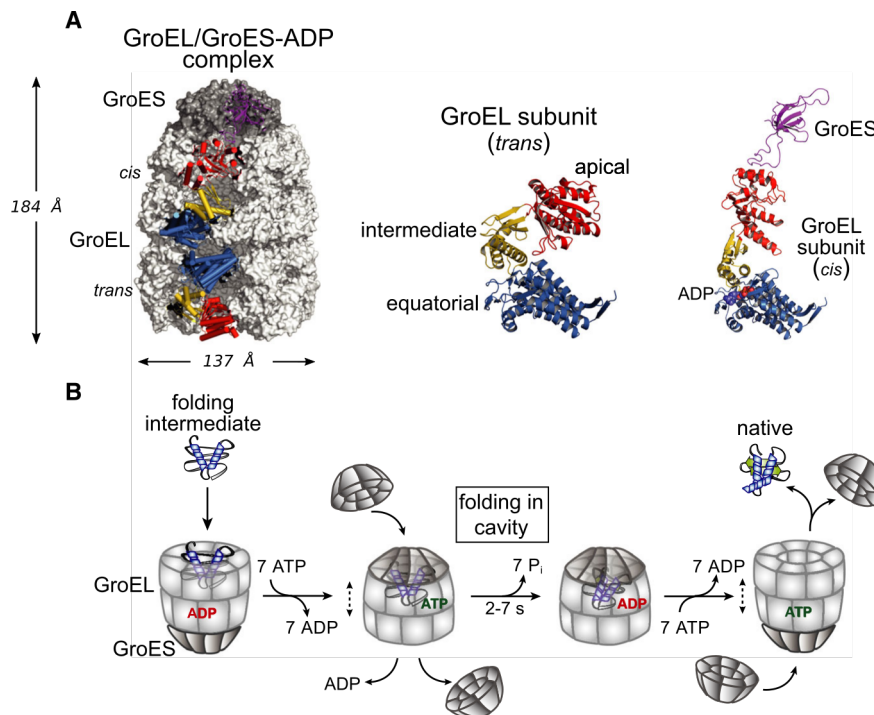 A
GroEL/GroES-ADP
complex
GroES
cis
184 Å
GroEL
trans
137 Å
GroEL subunit
(trans)
apical
intermediate
equatorial
GroES
GroEL
subunit
(cis)
ADP
B
folding
intermediate
native
folding in
cavity
7 ATP
7 Pi
7 ADP
GroEL
ADP
ATP
ADP
ATP
7 ADP
2-7 s
7 ATP
GroES
ADP